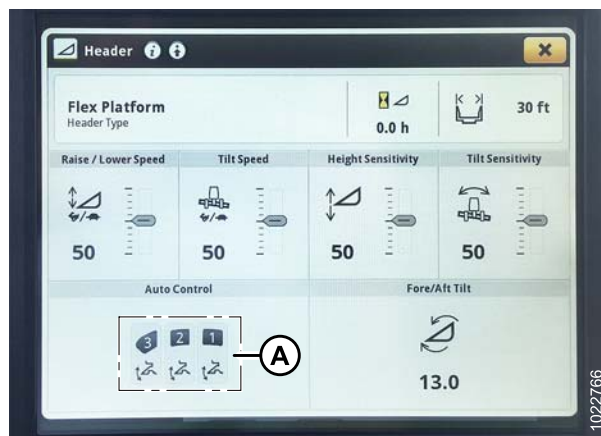 Header
Flex Platform
Header Type
0.0 h
30 ft
Raise / Lower Speed
Tilt Speed
Height Sensitivity
Tilt Sensitivity
50
50
50
50
Auto Control
Fore/Aft Tilt
3 2 1
A
13.0
1022766